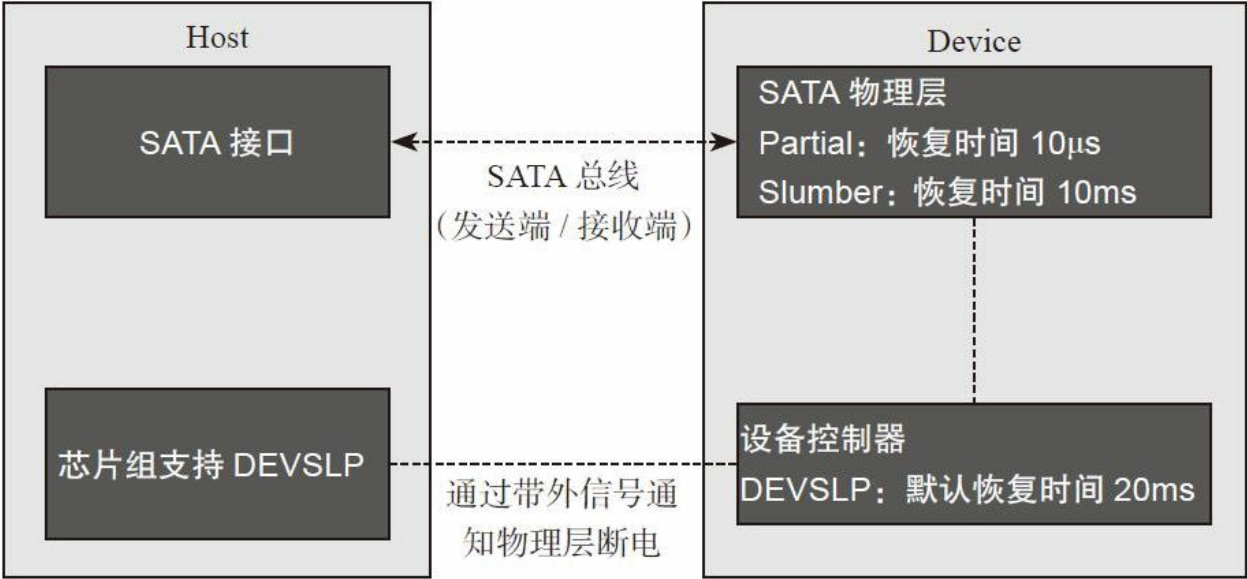 Host
SATA 接口
芯片组支持 DEVSLP
SATA 总线
（发送端 / 接收端）
通过带外信号通
知物理层断电
Device
SATA 物理层
Partial：恢复时间 10μs
Slumber：恢复时间 10ms
设备控制器
DEVSLP：默认恢复时间 20ms